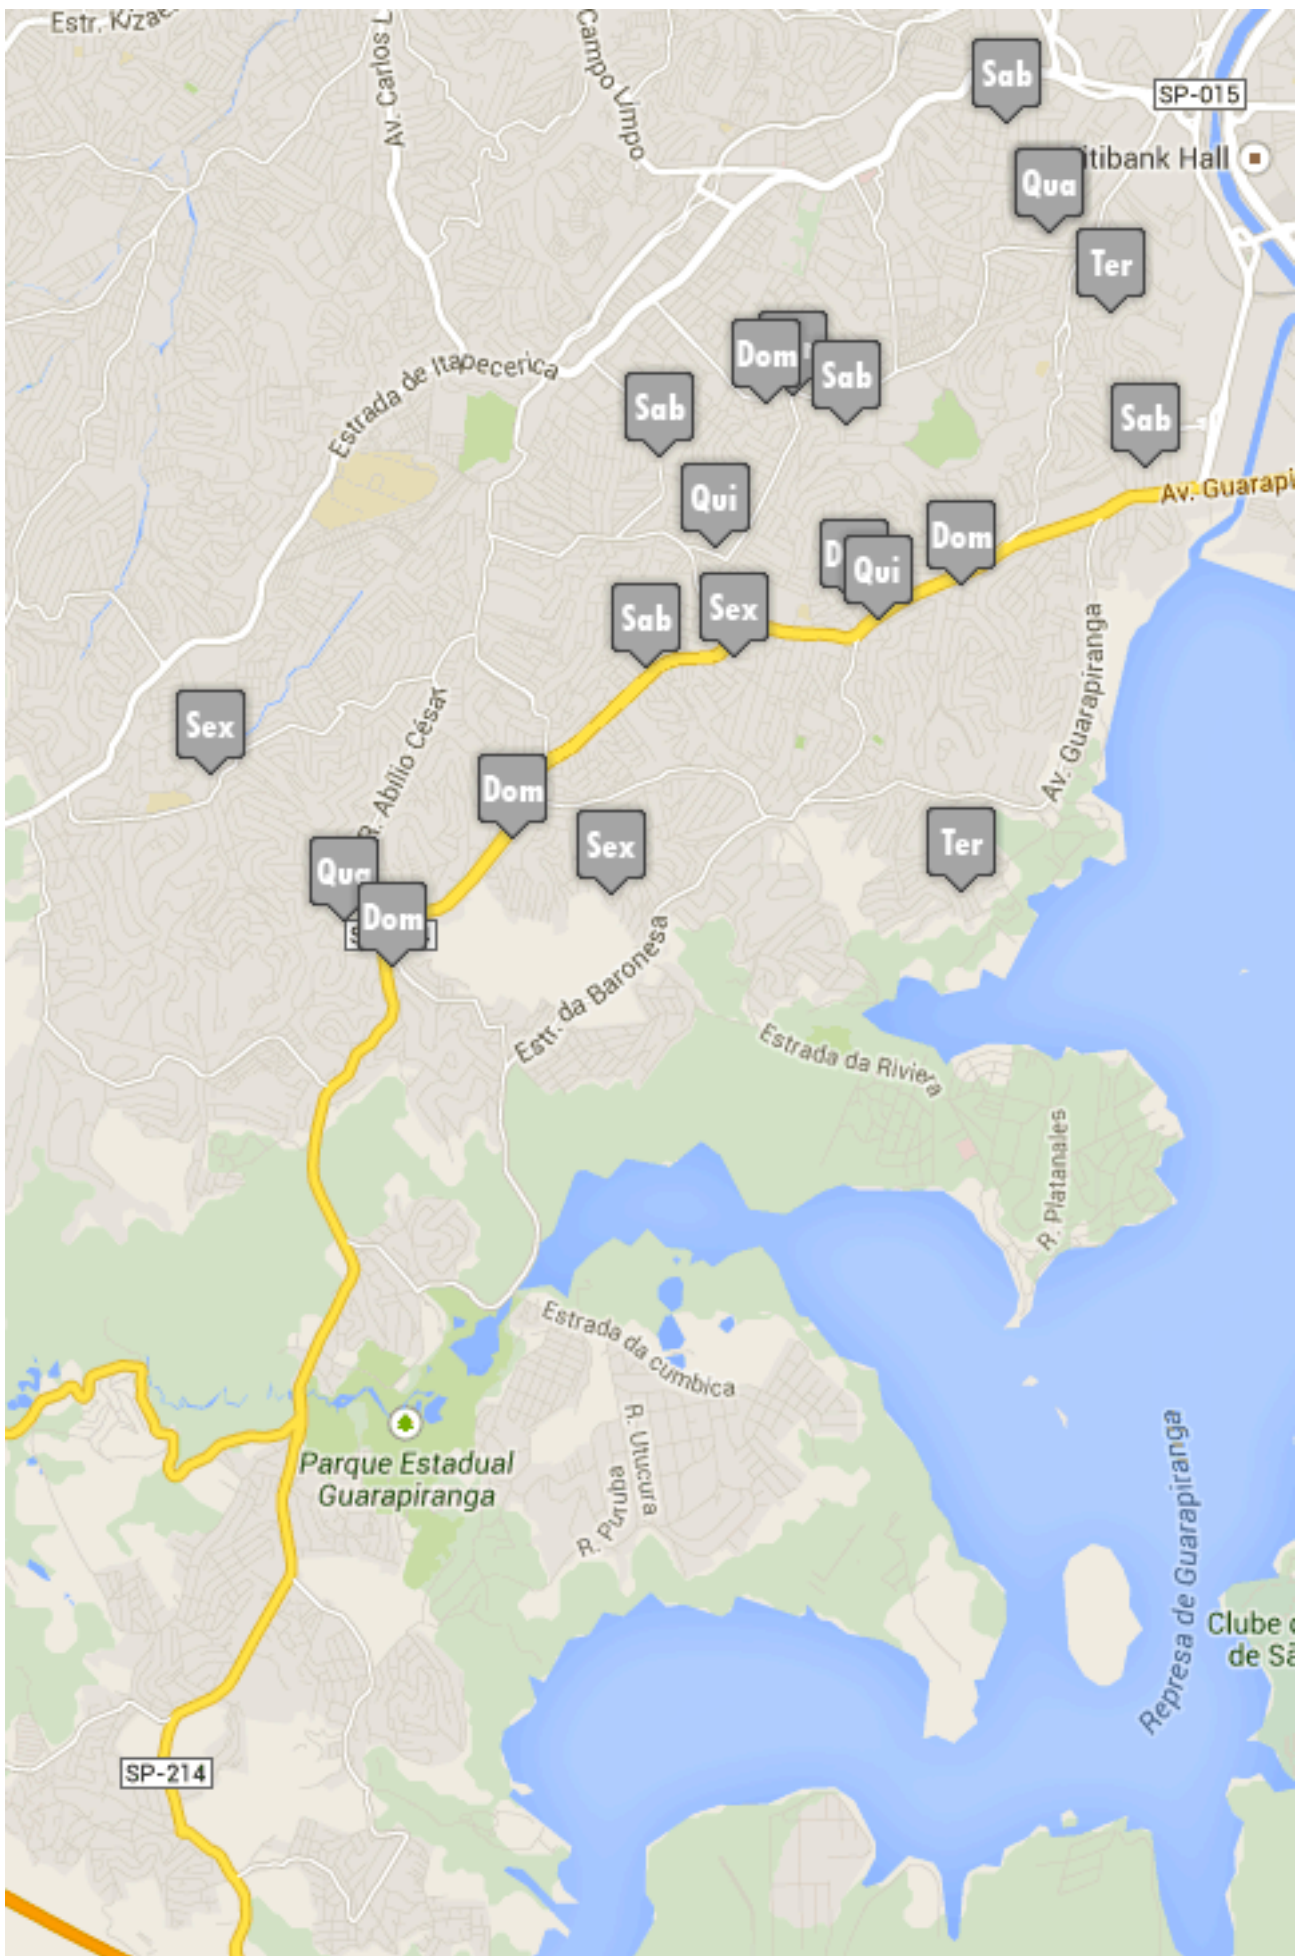 Estr. Kizae
Av. Carlos L
Campo Limpo
Sab
SP-015
itibank Hall
Qua
Ter
Dom
Sab
Estrada de Itapecerica
Sab
Sab
Av. Guarapi
Qui
Dom
D
Qui
Sab
Sex
Av. Guarapiranga
Sex
R. Abílio César
Dom
Sex
Ter
Qua
Dom
Estr. da Baronesa
Estrada da Riviera
R. Platanales
Estrada da cumbica
R. Utucura
R. Puruba
Parque Estadual
Guarapiranga
Represa de Guarapiranga
Clube
de Sã
SP-214